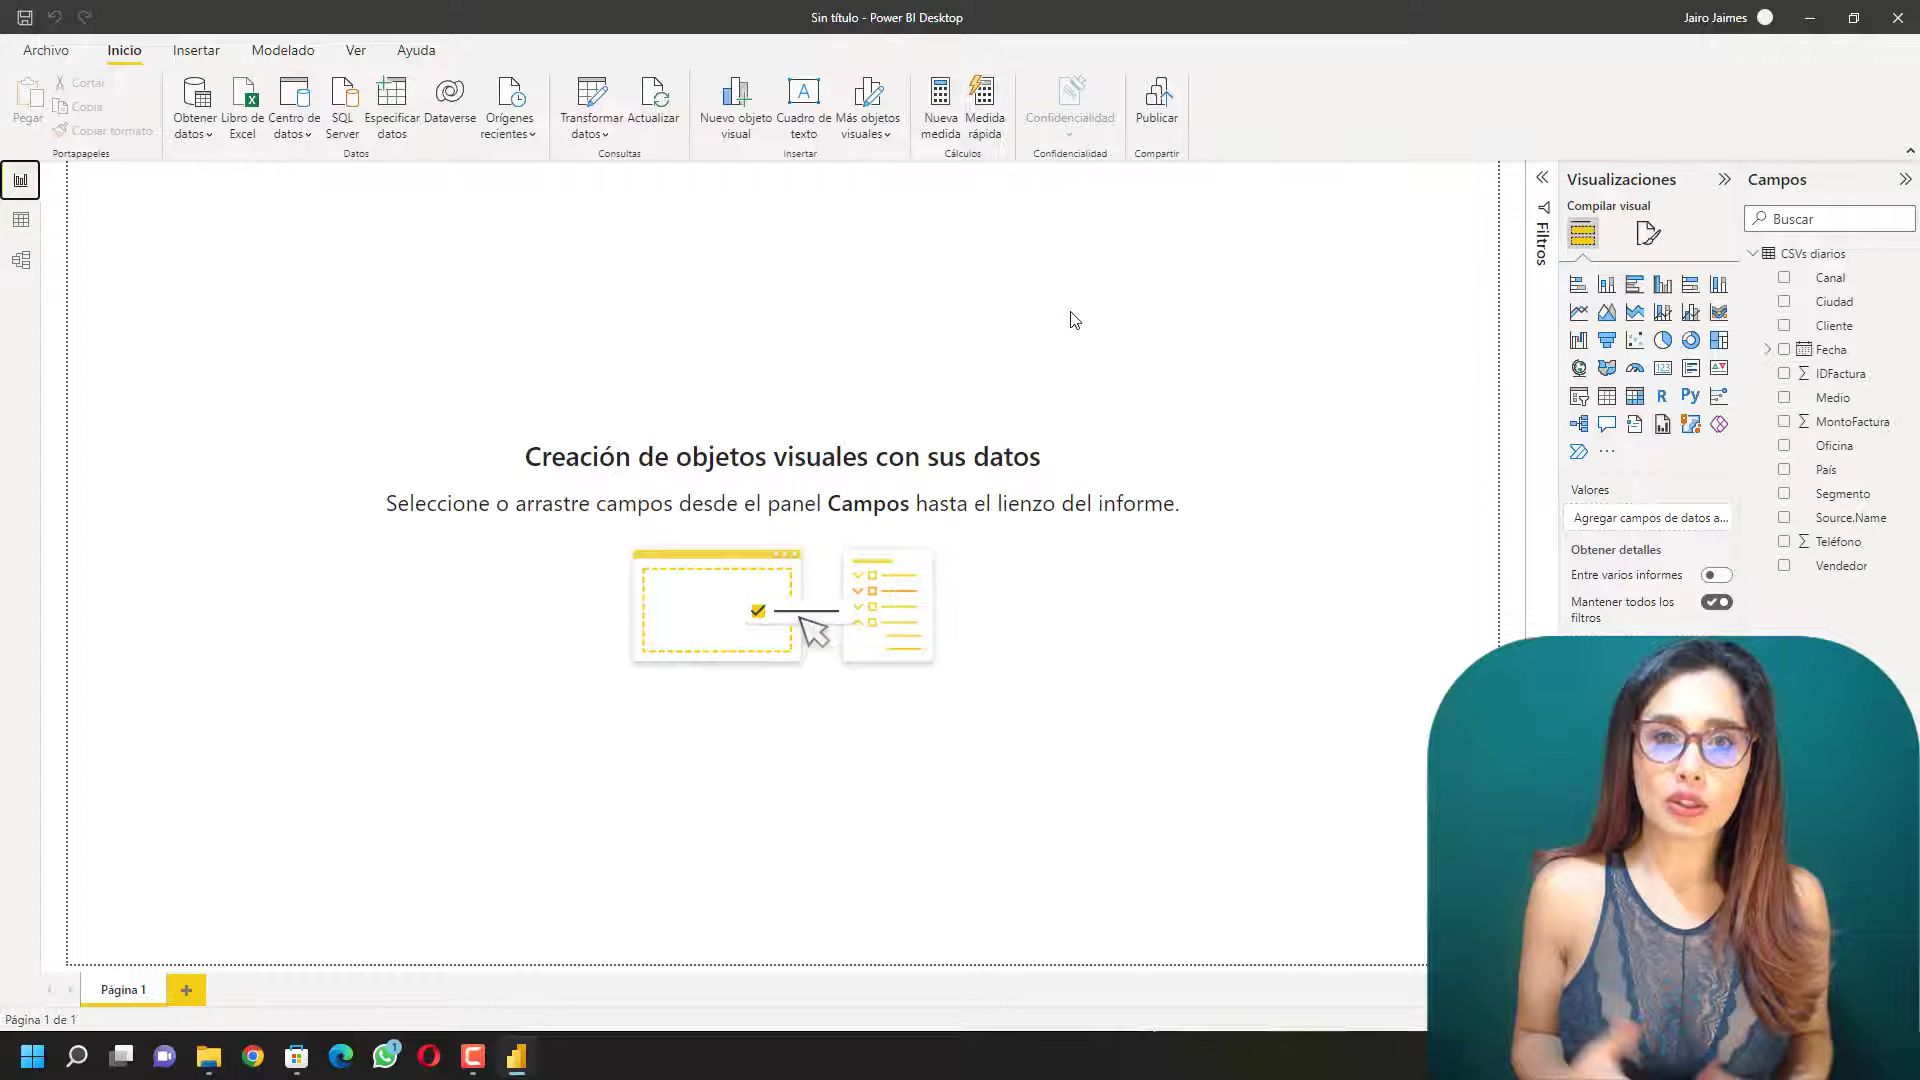 Sin título - Power BI Desktop
Jairo Jaimes
Archivo
Inicio
Insertar
Modelado
Ver
Ayuda
Pegar
Cortar
Copia
Copiar formato
Portapapeles
Obtener datos
Libro de Excel
Centro de datos
SQL Server
Especificar datos
Dataverse
Orígenes recientes
Datos
Transformar datos
Actualizar
Consultas
Nuevo objeto visual
Cuadro de texto
Más objetos visuales
Insertar
Nueva medida
Medida rápida
Cálculos
Confidencialidad
Confidencialidad
Publicar
Compartir
Creación de objetos visuales con sus datos
Seleccione o arrastre campos desde el panel Campos hasta el lienzo del informe.
Filtros
Visualizaciones
Compilar visual
123
R
Py
...
Valores
Agregar campos de datos a...
Obtener detalles
Entre varios informes
Mantener todos los
filtros
Campos
Buscar
CSVs diarios
Canal
Ciudad
Cliente
Fecha
IDFactura
Medio
MontoFactura
Oficina
País
Segmento
Source.Name
Teléfono
Vendedor
Página 1
Página 1 de 1
1